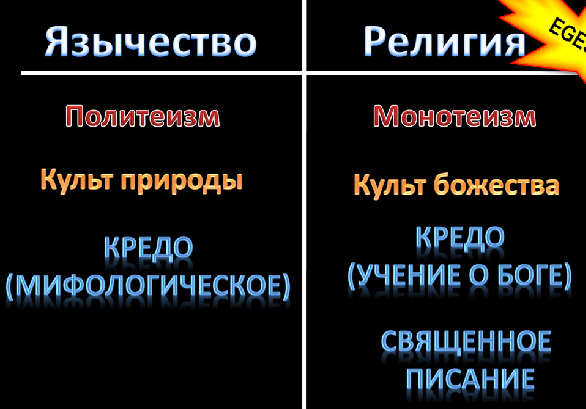 Язычество
Религия
EGE
Политеизм
Монотеизм
Культ природы
Культ божества
КРЕДО
(МИФОЛОГИЧЕСКОЕ)
КРЕДО
(УЧЕНИЕ О БОГЕ)
СВЯЩЕННОЕ
ПИСАНИЕ